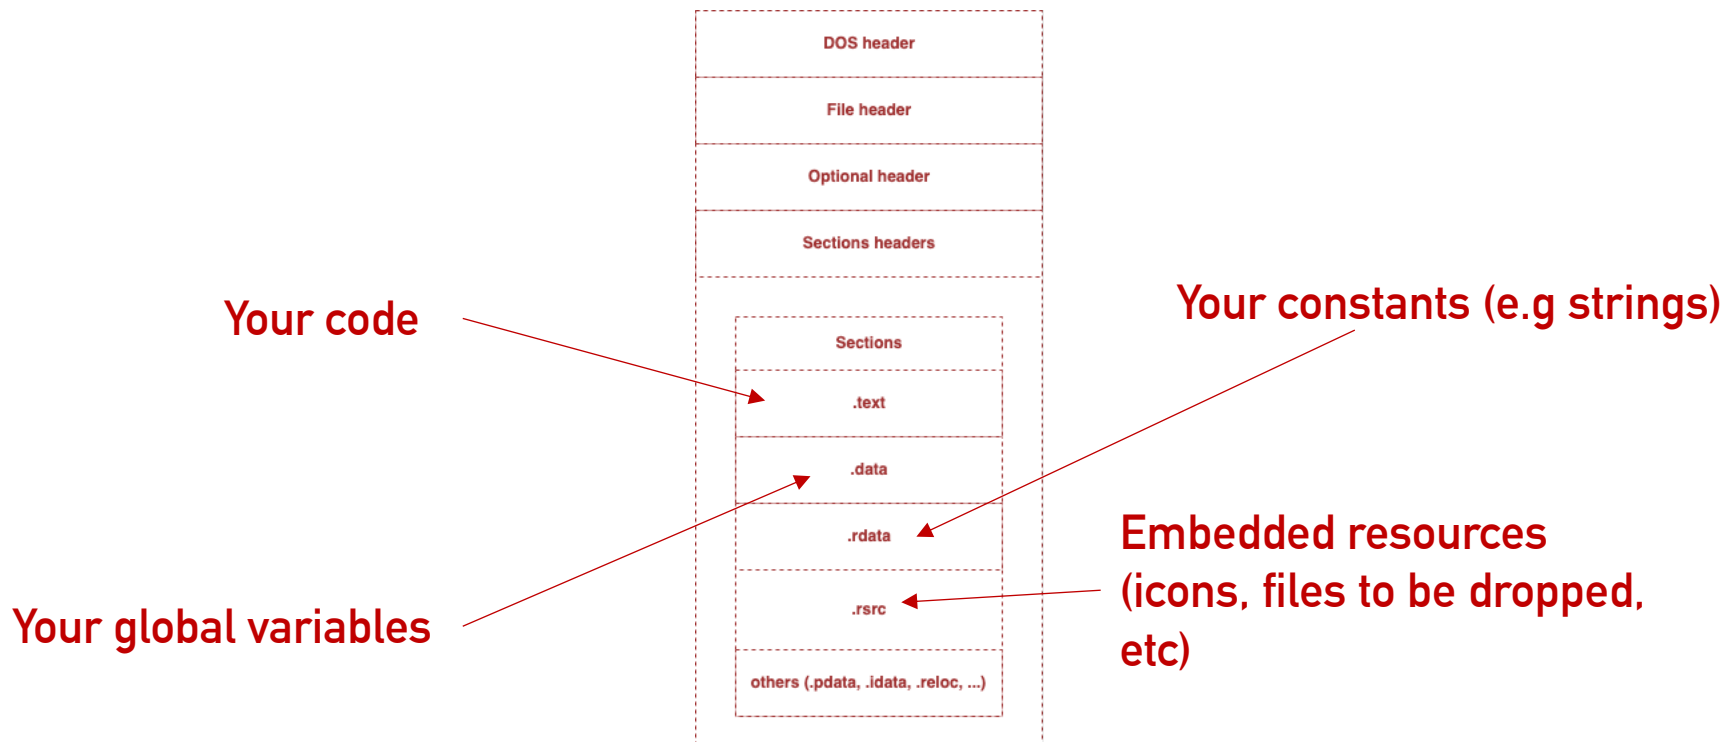 DOS header
File header
Optional header
Sections headers
Your code
Your constants (e.g strings)
Sections
.text
.data
.rdata
Embedded resources
(icons, files to be dropped,
etc)
.rsrc
Your global variables
others (.pdata, .idata, .reloc, ...)